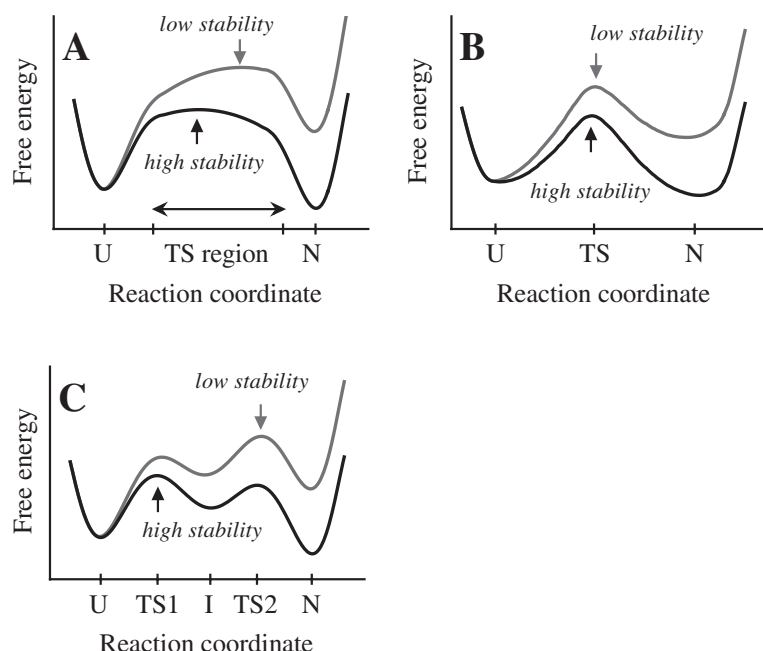 A
low stability
high stability
Free energy
U
TS region
N
Reaction coordinate
B
low stability
high stability
Free energy
U
TS
N
Reaction coordinate
C
low stability
high stability
Free energy
U
TS1
I
TS2
N
Reaction coordinate